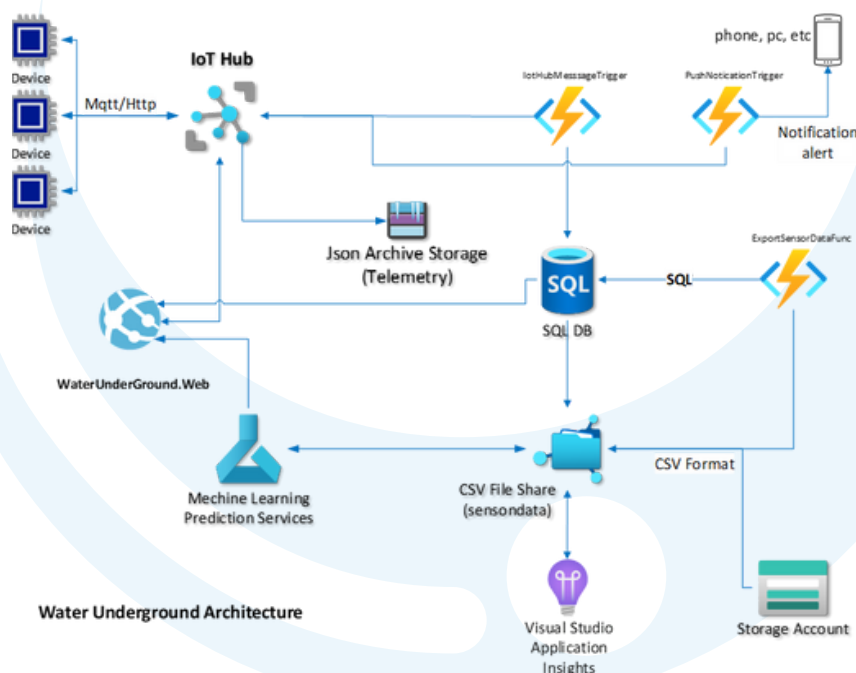 phone, pc, etc
IoT Hub
IotHubMesssageTrigger
PushNoticationTrigger
Device
Mqtt/Http
Device
Notification
alert
Device
Json Archive Storage
(Telemetry)
ExportSensorDataFunc
SQL
SQL
SQL DB
WaterUnderGround.Web
CSV Format
Mechine Learning
Prediction Services
CSV File Share
(sensondata)
Water Underground Architecture
Visual Studio
Application
Insights
Storage Account